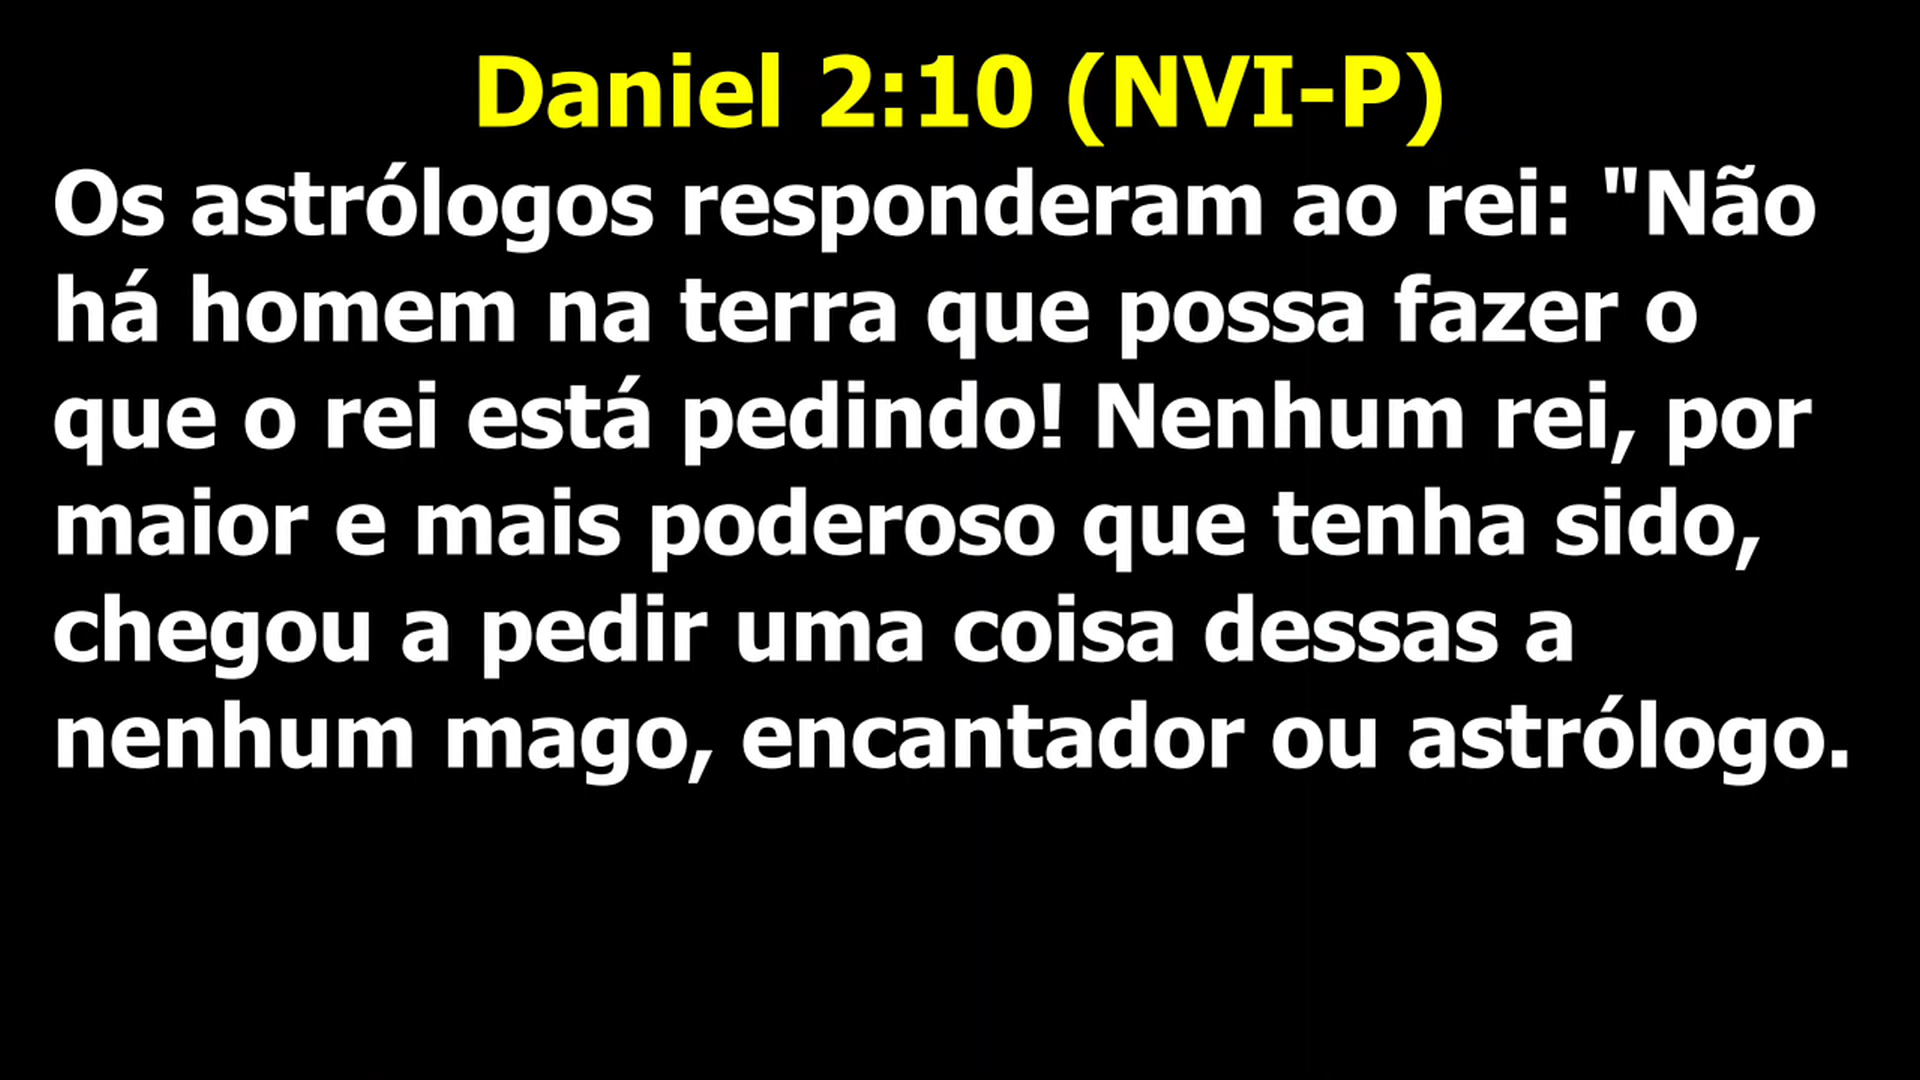 Daniel 2:10 (NVI-P)
Os astrólogos responderam ao rei: "Não
há homem na terra que possa fazer o
que o rei está pedindo! Nenhum rei, por
maior e mais poderoso que tenha sido,
chegou a pedir uma coisa dessas a
nenhum mago, encantador ou astrólogo.